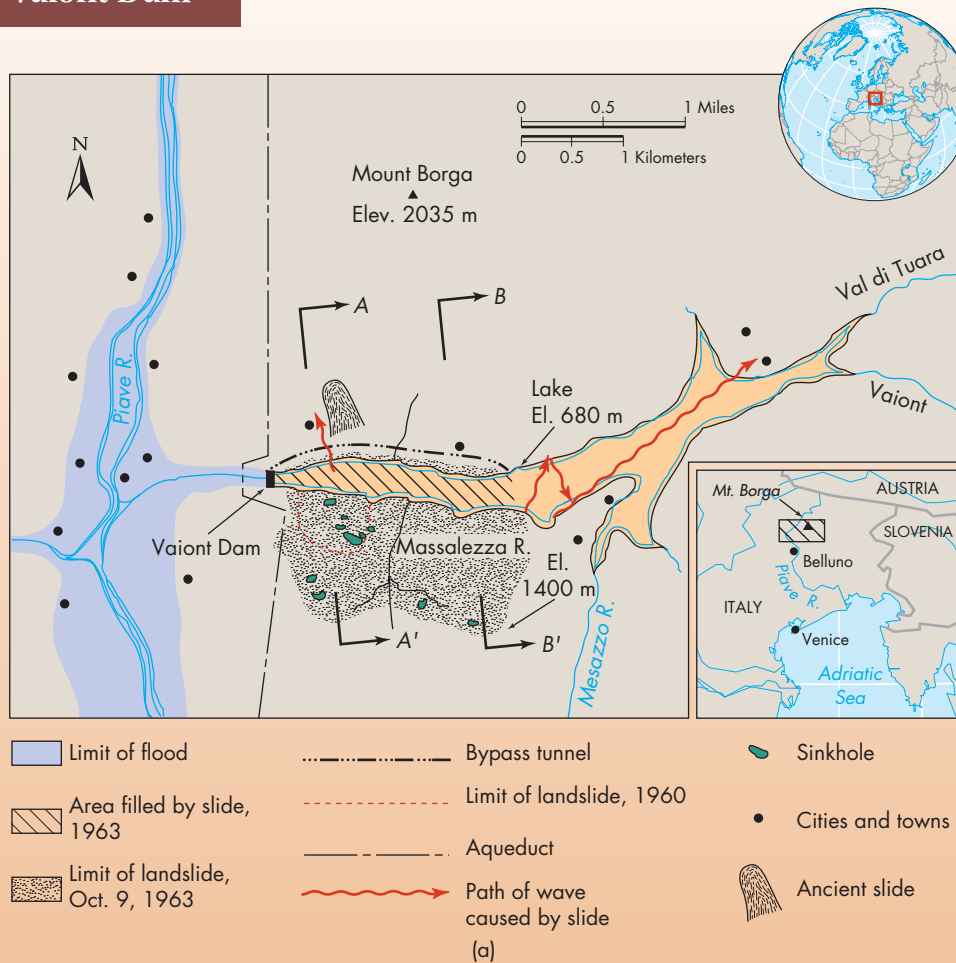 Vaiont Dam
0 0.5 1 Miles
0 0.5 1 Kilometers
N
Mount Borga
Elev. 2035 m
Val di Tuara
A
B
Piave R.
Lake
El. 680 m
Vaiont
Vaiont Dam
Massalezza R.
El.
1400 m
A'
B'
Mesazzo R.
Mt. Borga
AUSTRIA
SLOVENIA
Belluno
Piave R.
ITALY
Venice
Adriatic
Sea
Limit of flood
Area filled by slide,
1963
Limit of landslide,
Oct. 9, 1963
Bypass tunnel
Limit of landslide, 1960
Aqueduct
Path of wave
caused by slide
Sinkhole
Cities and towns
Ancient slide
(a)